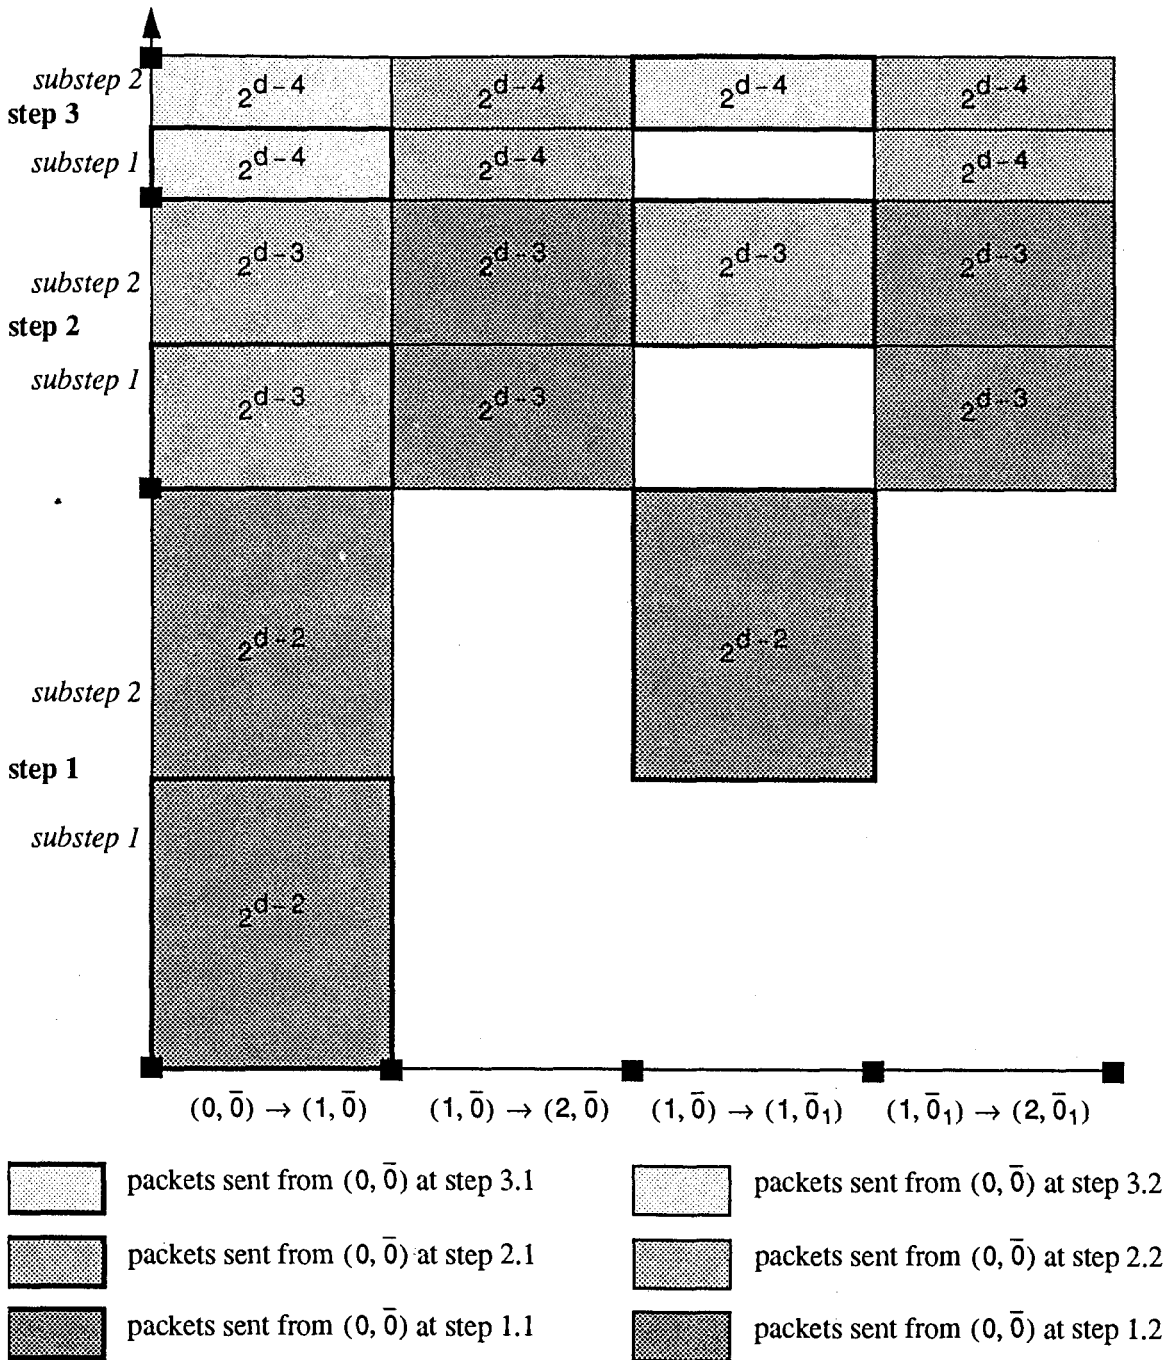 substep 2
step 3
2^{d-4} 2^{d-4} 2^{d-4} 2^{d-4}
substep 1
2^{d-4} 2^{d-4} 2^{d-4}
substep 2
2^{d-3} 2^{d-3} 2^{d-3} 2^{d-3}
step 2
substep 1
2^{d-3} 2^{d-3} 2^{d-3}
substep 2
2^{d-2} 2^{d-2}
step 1
substep 1
2^{d-2}
(0, 0̄) → (1, 0̄) (1, 0̄) → (2, 0̄) (1, 0̄) → (1, 0̄₁) (1, 0̄₁) → (2, 0̄₁)
packets sent from (0, 0̄) at step 3.1
packets sent from (0, 0̄) at step 3.2
packets sent from (0, 0̄) at step 2.1
packets sent from (0, 0̄) at step 2.2
packets sent from (0, 0̄) at step 1.1
packets sent from (0, 0̄) at step 1.2